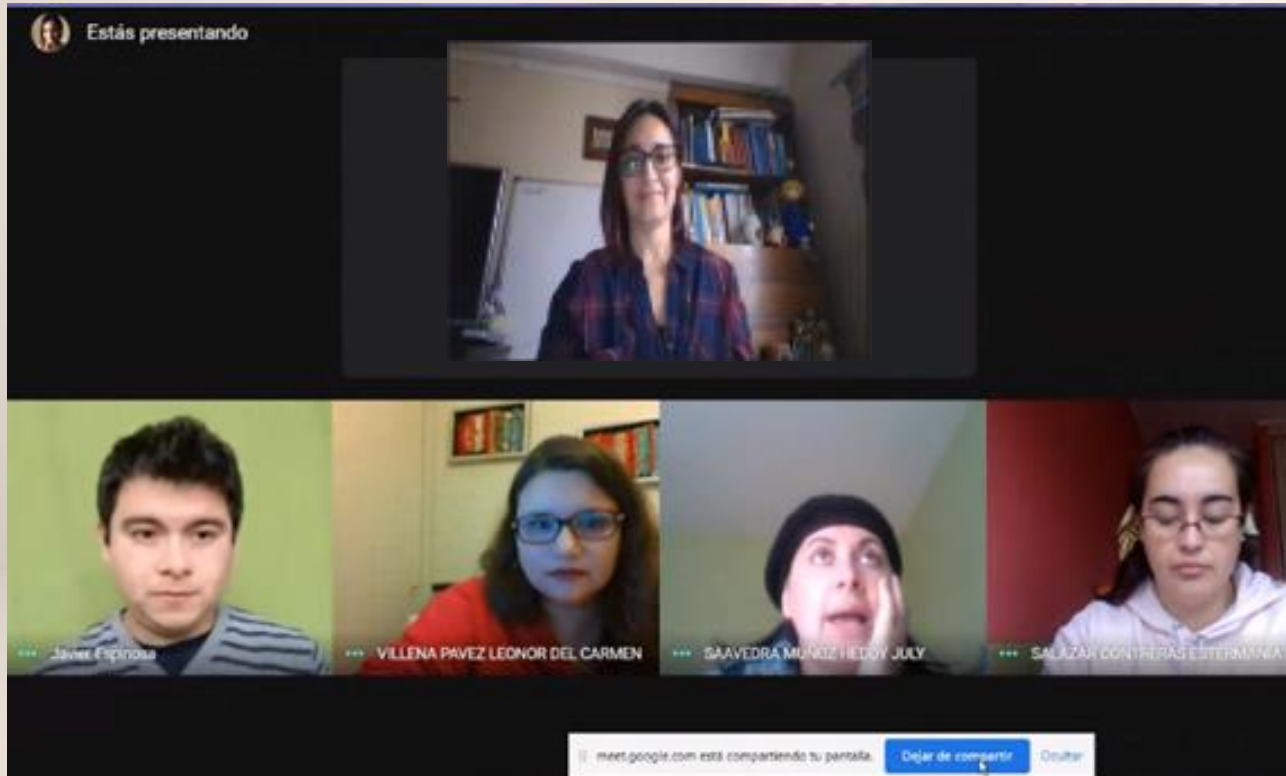 Estás presentando
Javier Espinosa
VILLENA PAVEZ LEONOR DEL CARMEN
SAAVEDRA MUÑOZ HEDDY JULY
SALAZAR CONTRERAS ESTERMANIA
meet.google.com está compartiendo tu pantalla.
Dejar de compartir
Ocultar